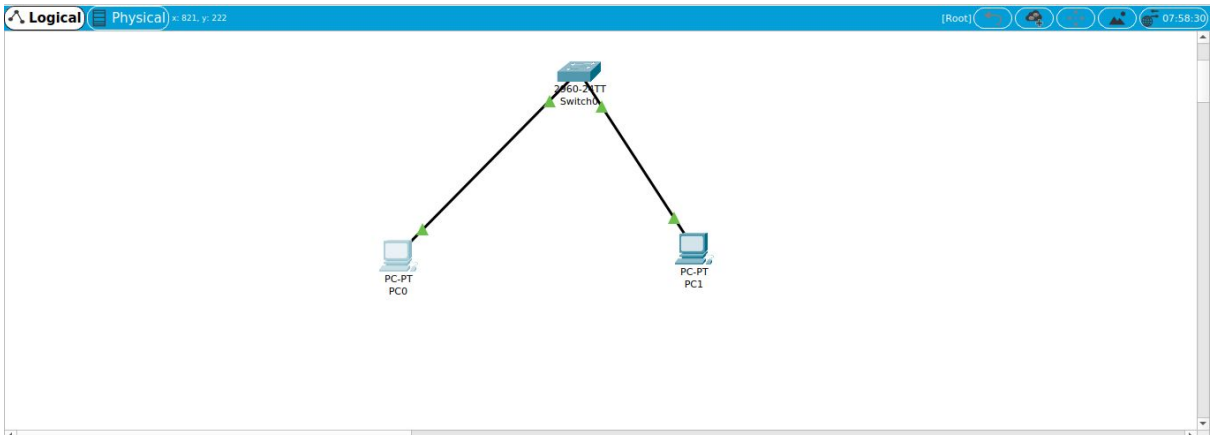 Logical
Physical
x: 821, y: 222
[Root]
07:58:30
2960-24TT
Switch0
PC-PT
PC0
PC-PT
PC1